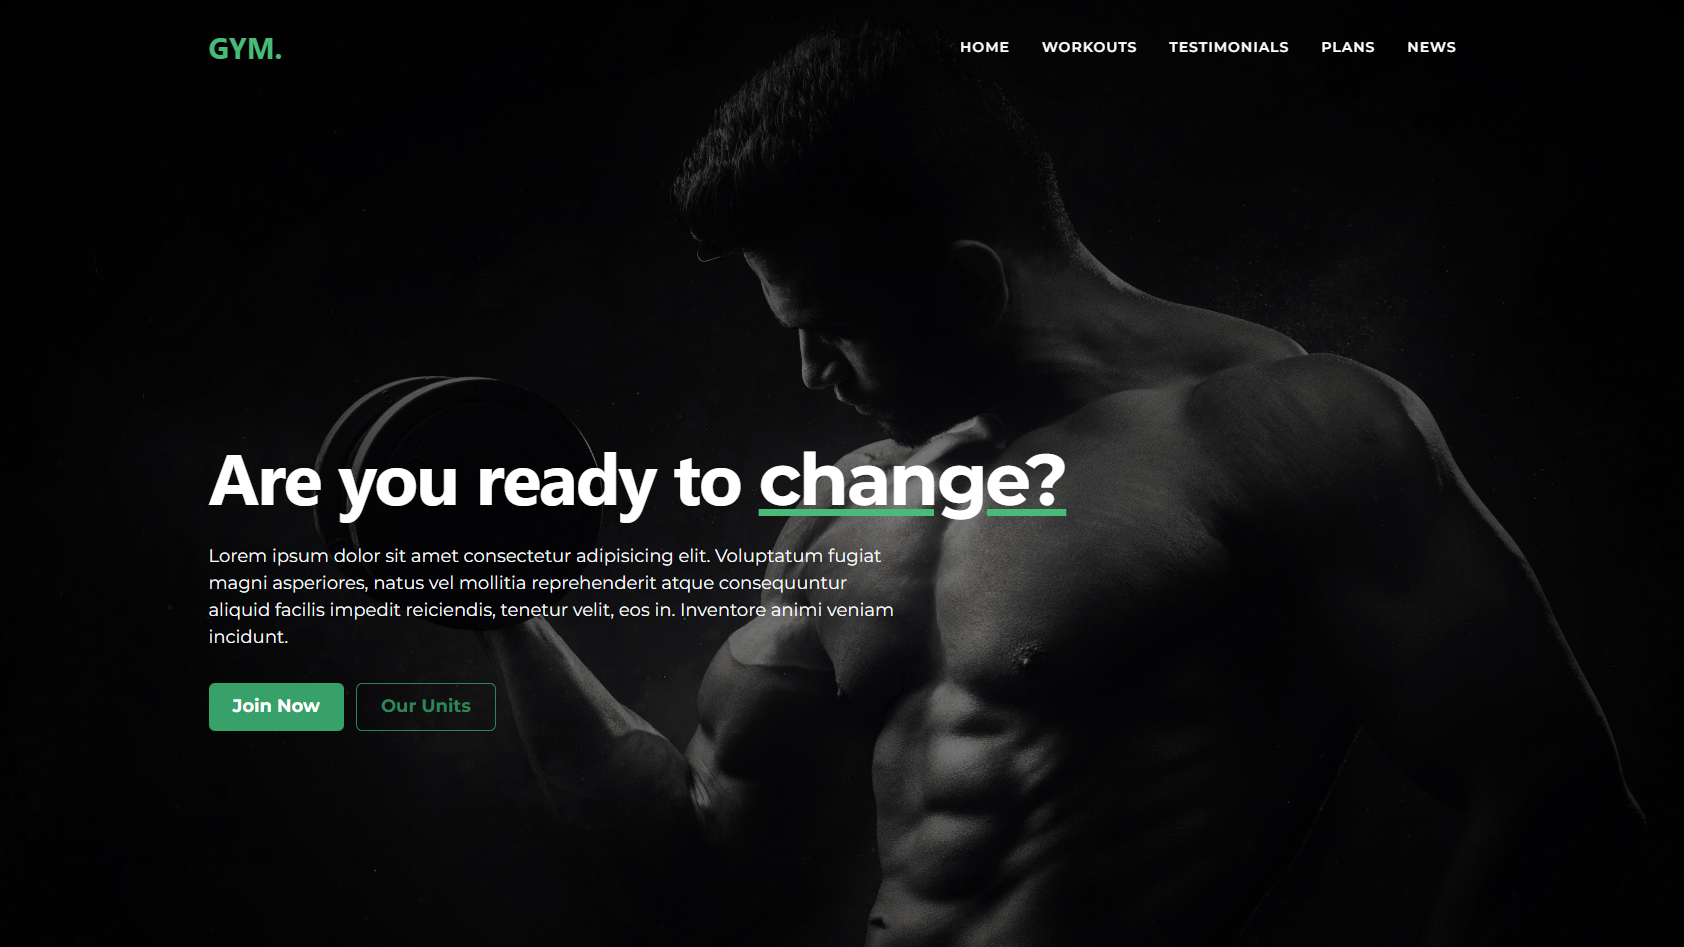 GYM.
HOME WORKOUTS TESTIMONIALS PLANS NEWS
Are you ready to change?
Lorem ipsum dolor sit amet consectetur adipisicing elit. Voluptatum fugiat
magni asperiores, natus vel mollitia reprehenderit atque consequuntur
aliquid facilis impedit reiciendis, tenetur velit, eos in. Inventore animi veniam
incidunt.
Join Now Our Units